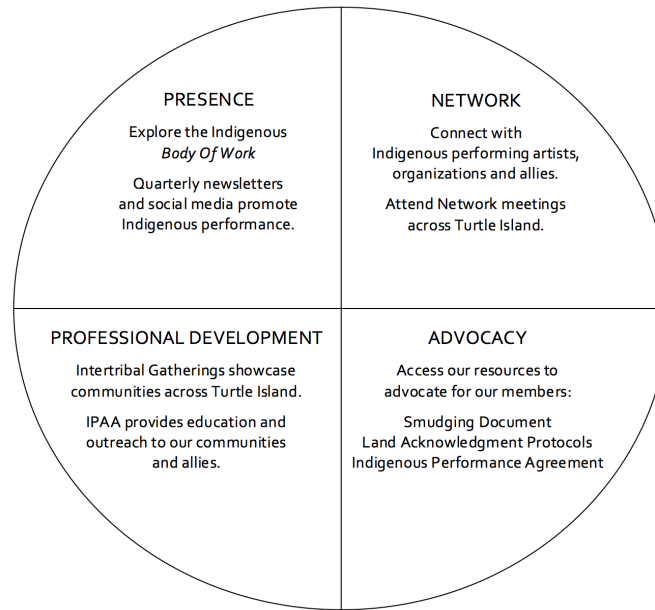 PRESENCE
Explore the Indigenous
Body Of Work
Quarterly newsletters
and social media promote
Indigenous performance.
NETWORK
Connect with
Indigenous performing artists,
organizations and allies.
Attend Network meetings
across Turtle Island.
PROFESSIONAL DEVELOPMENT
Intertribal Gatherings showcase
communities across Turtle Island.
IPAA provides education and
outreach to our communities
and allies.
ADVOCACY
Access our resources to
advocate for our members:
Smudging Document
Land Acknowledgment Protocols
Indigenous Performance Agreement